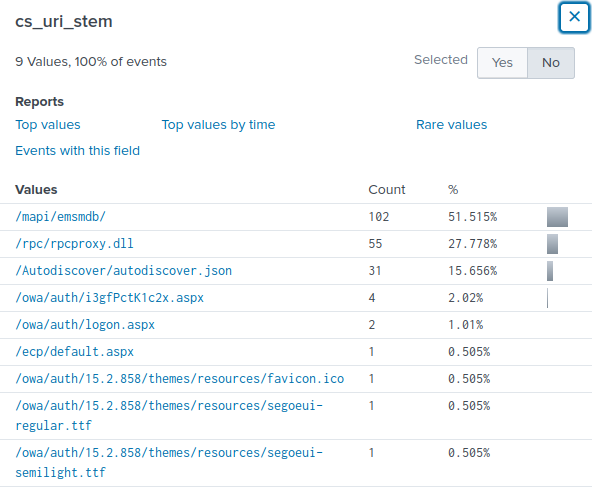 cs_uri_stem
9 Values, 100% of events
Selected Yes No
Reports
Top values Top values by time Rare values
Events with this field
Values Count %
/mapi/emsmdb/ 102 51.515%
/rpc/rpcproxy.dll 55 27.778%
/Autodiscover/autodiscover.json 31 15.656%
/owa/auth/i3gfPctK1c2x.aspx 4 2.02%
/owa/auth/logon.aspx 2 1.01%
/ecp/default.aspx 1 0.505%
/owa/auth/15.2.858/themes/resources/favicon.ico 1 0.505%
/owa/auth/15.2.858/themes/resources/segoeui- 1 0.505%
regular.ttf
/owa/auth/15.2.858/themes/resources/segoeui- 1 0.505%
semilight.ttf